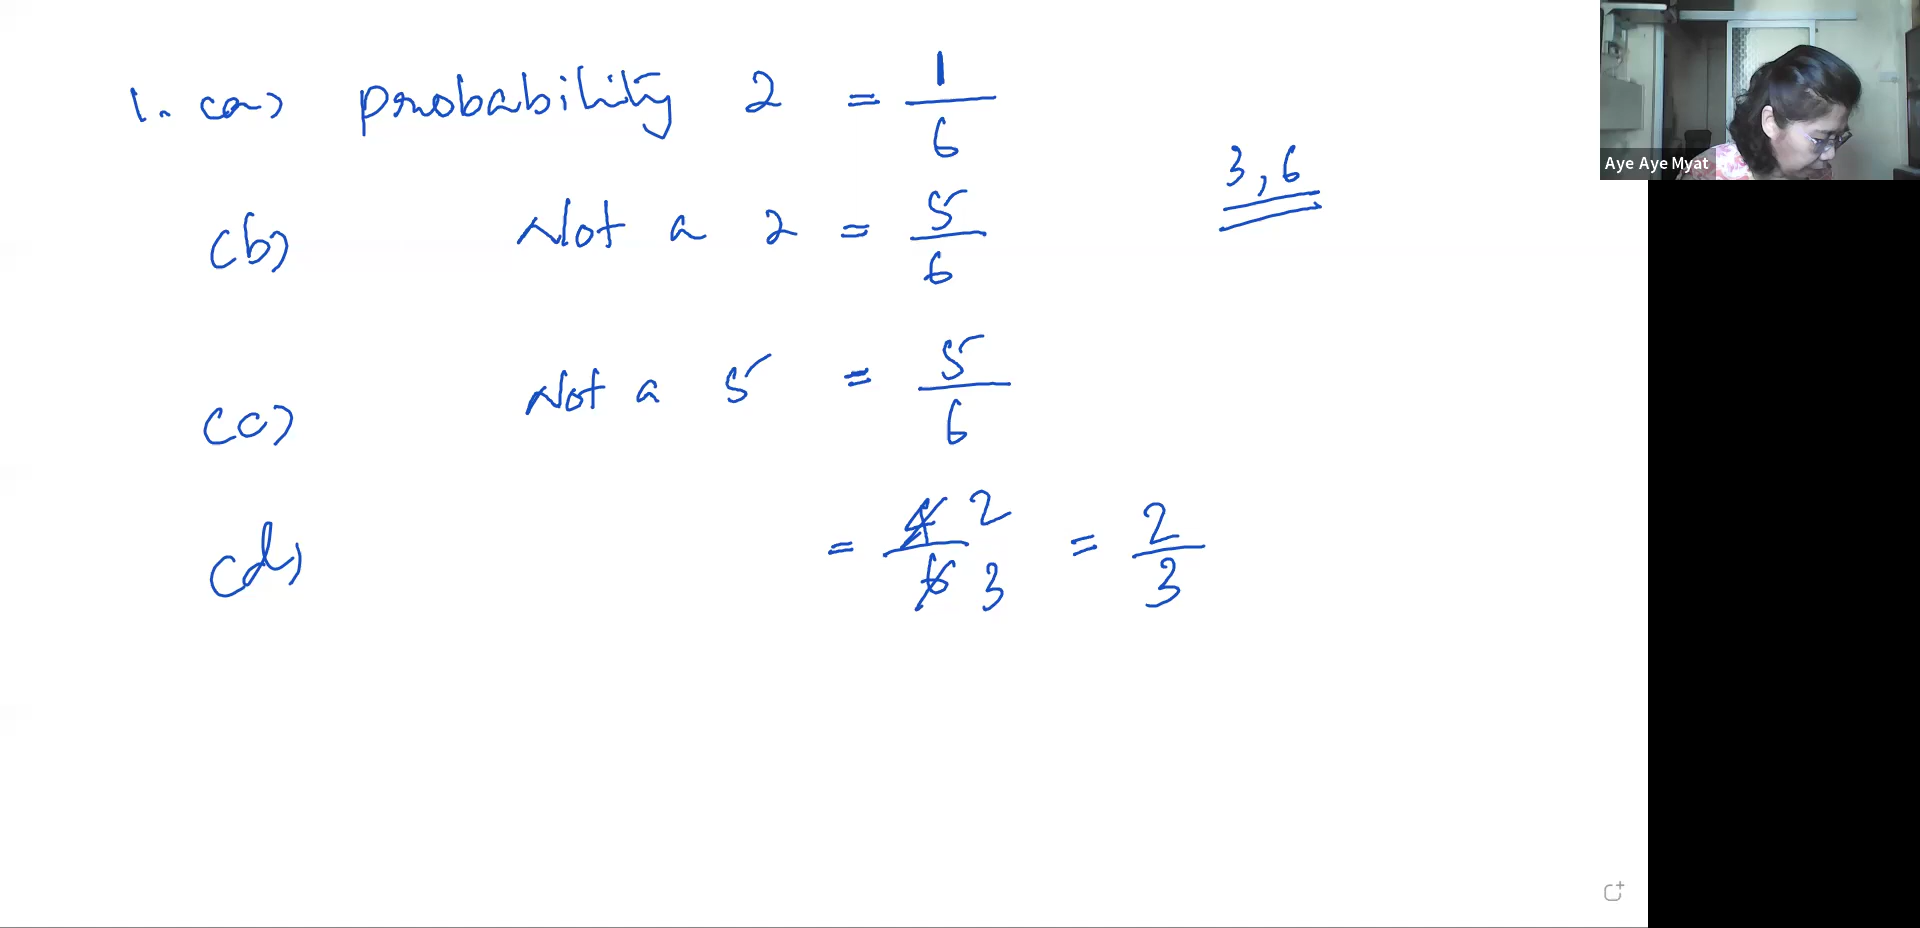 1. (a) probability 2 = 1/6
3, 6
(b) Not a 2 = 5/6
(c) Not a 5 = 5/6
(d) = 4/6 2/3 = 2/3
Aye Aye Myat